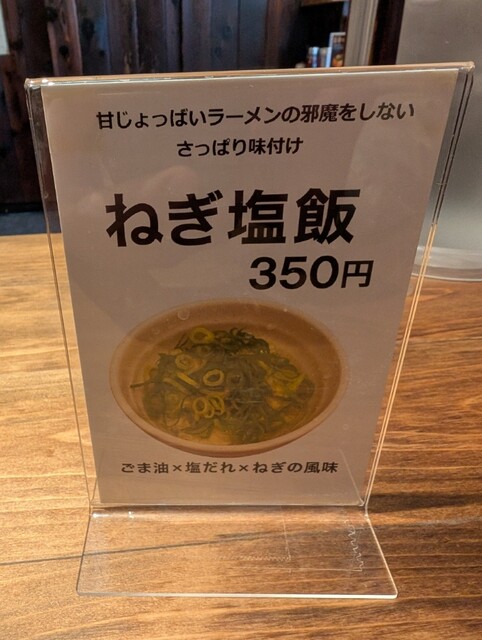 甘じょっぱいラーメンの邪魔をしない
さっぱり味付け
ねぎ塩飯
350円
ごま油×塩だれ×ねぎの風味